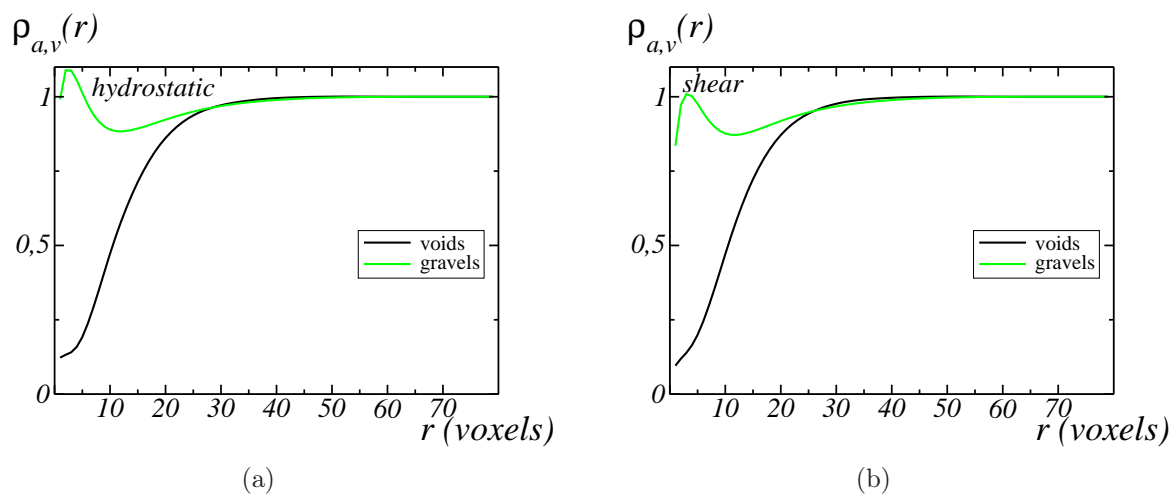 ρa,v(r)
hydrostatic
1
0,5
0
voids
gravels
10 20 30 40 50 60 70
r (voxels)
(a)
ρa,v(r)
shear
1
0,5
0
voids
gravels
10 20 30 40 50 60 70
r (voxels)
(b)